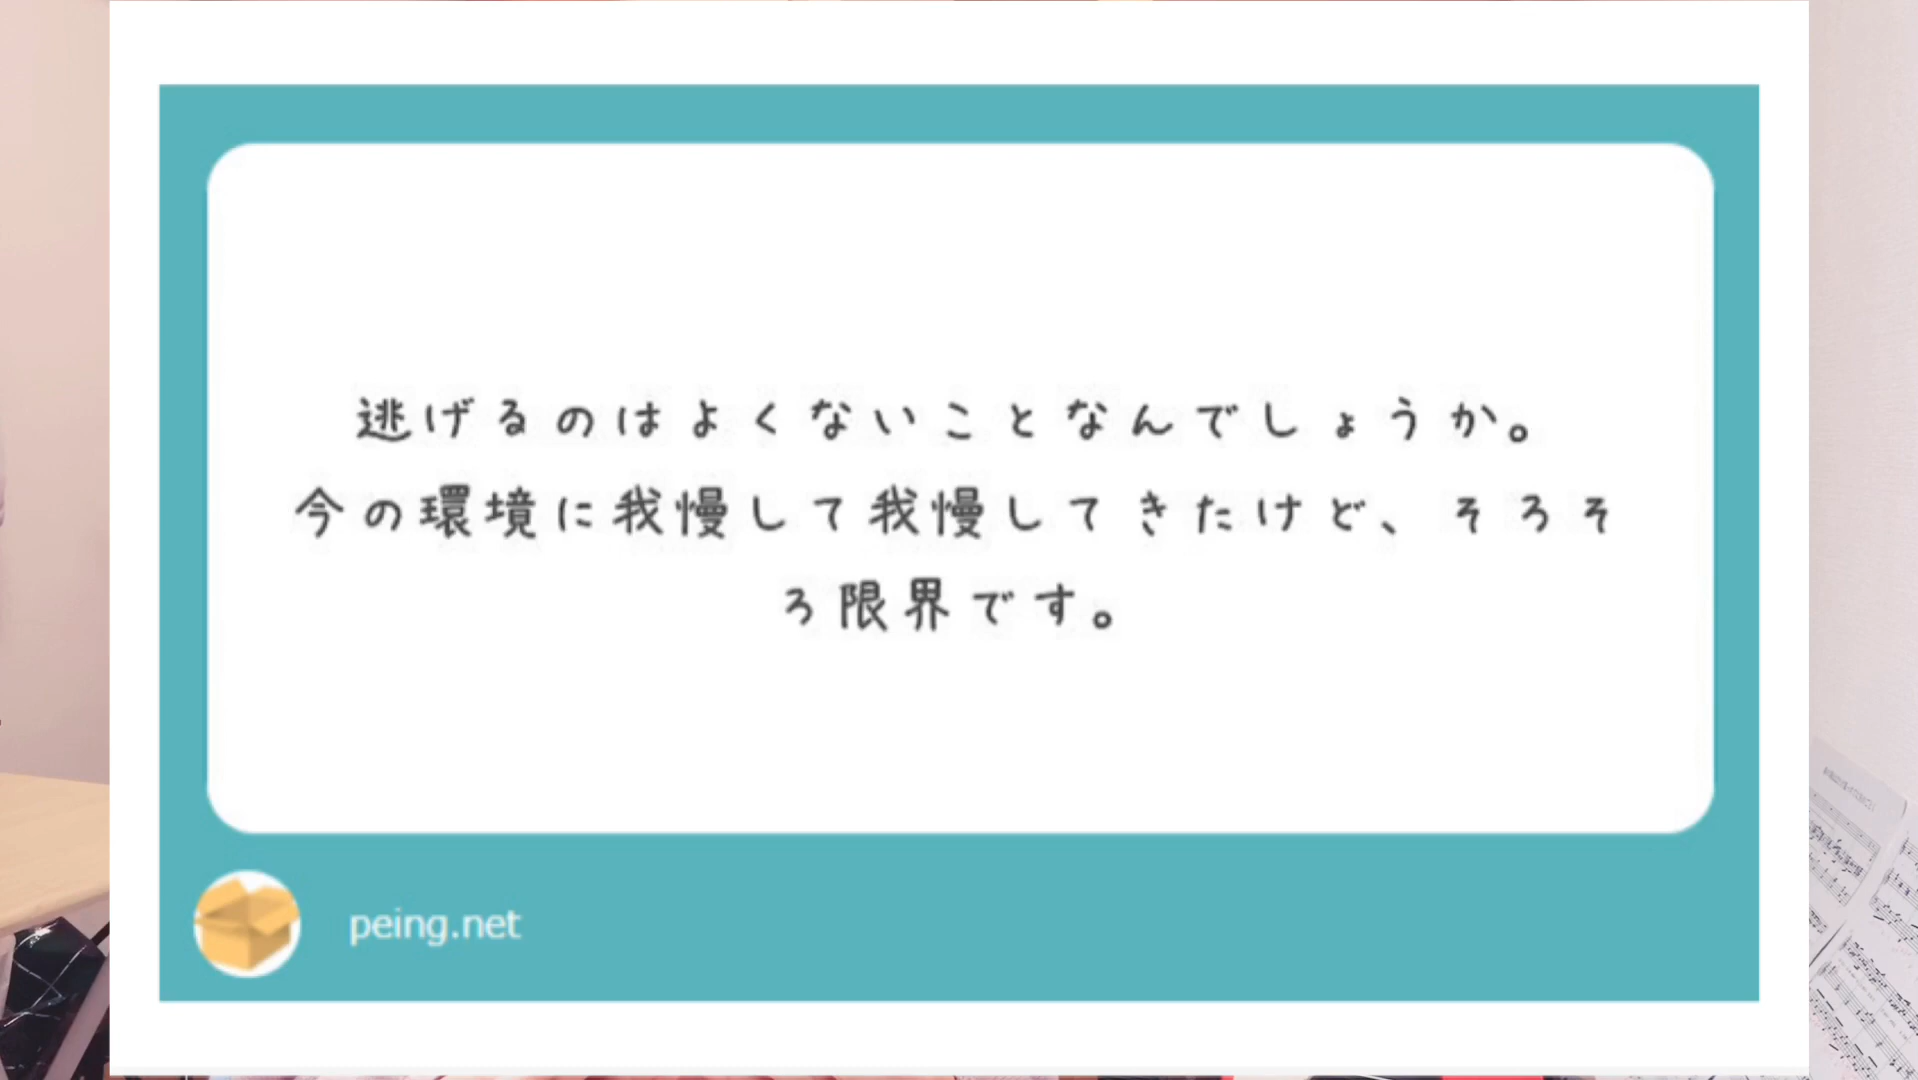 逃げるのはよくないことなんでしょうか。
今の環境に我慢して我慢してきたけど、そろそ
ろ限界です。
peing.net